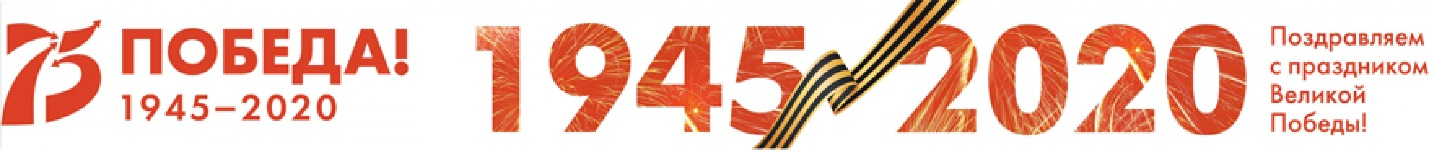 75
ПОБЕДА!
1945–2020
1945 2020
Поздравляем
с праздником
Великой
Победы!